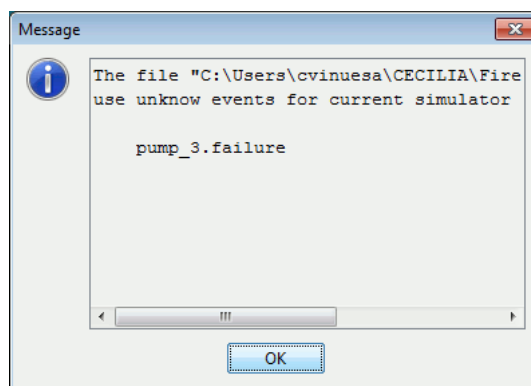 Message
The file "C:\Users\cvinuesa\CECILIA\Fire
use unknow events for current simulator
pump_3.failure
OK